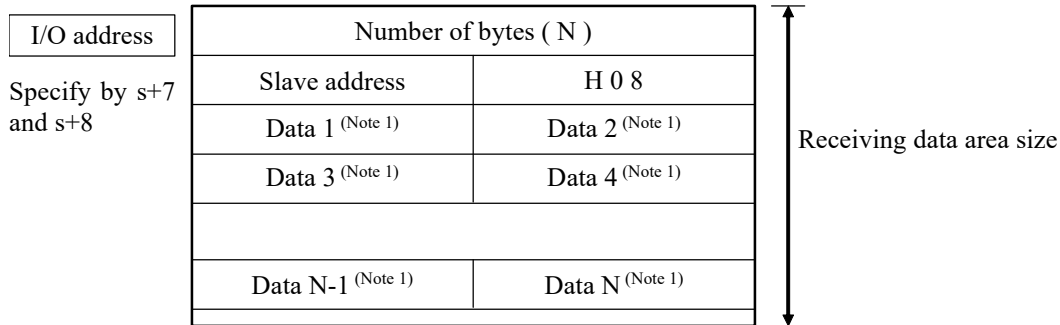 I/O address
Number of bytes ( N )
Specify by s+7
and s+8
Slave address H 0 8
Data 1 (Note 1) Data 2 (Note 1)
Receiving data area size
Data 3 (Note 1) Data 4 (Note 1)
Data N-1 (Note 1) Data N (Note 1)